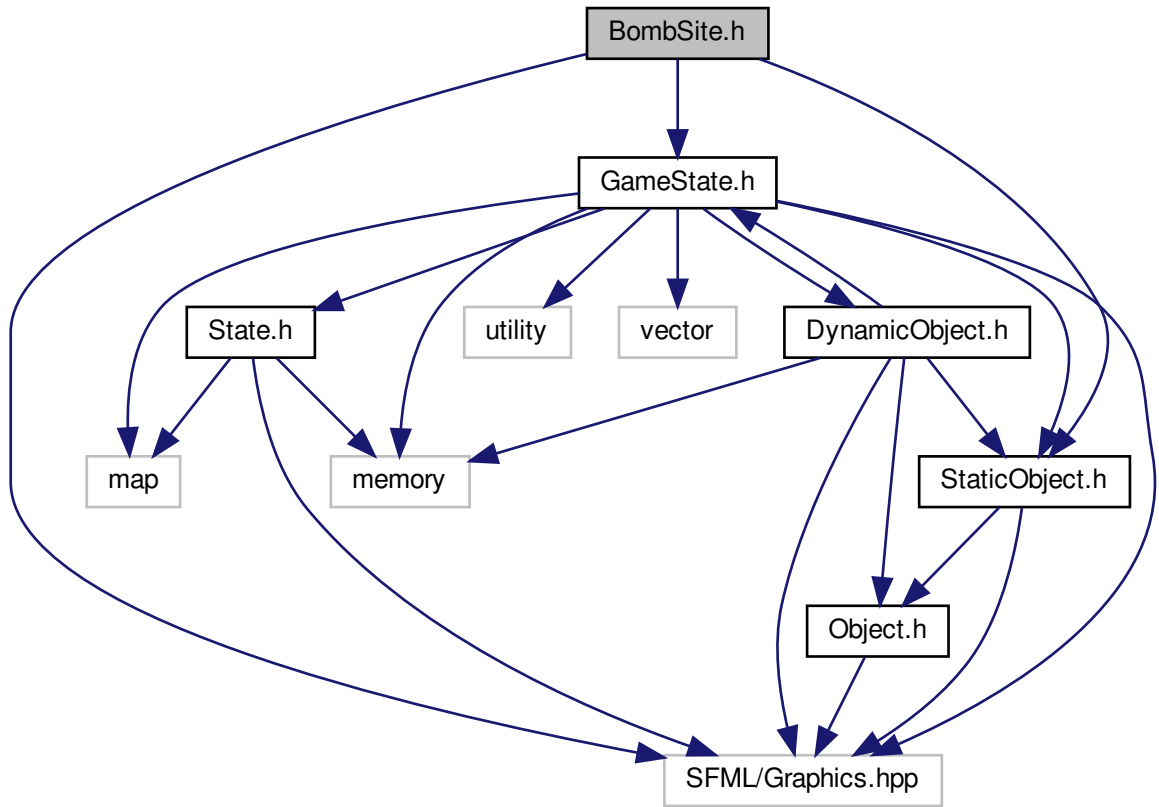 BombSite.h
GameState.h
State.h
utility
vector
DynamicObject.h
map
memory
StaticObject.h
Object.h
SFML/Graphics.hpp